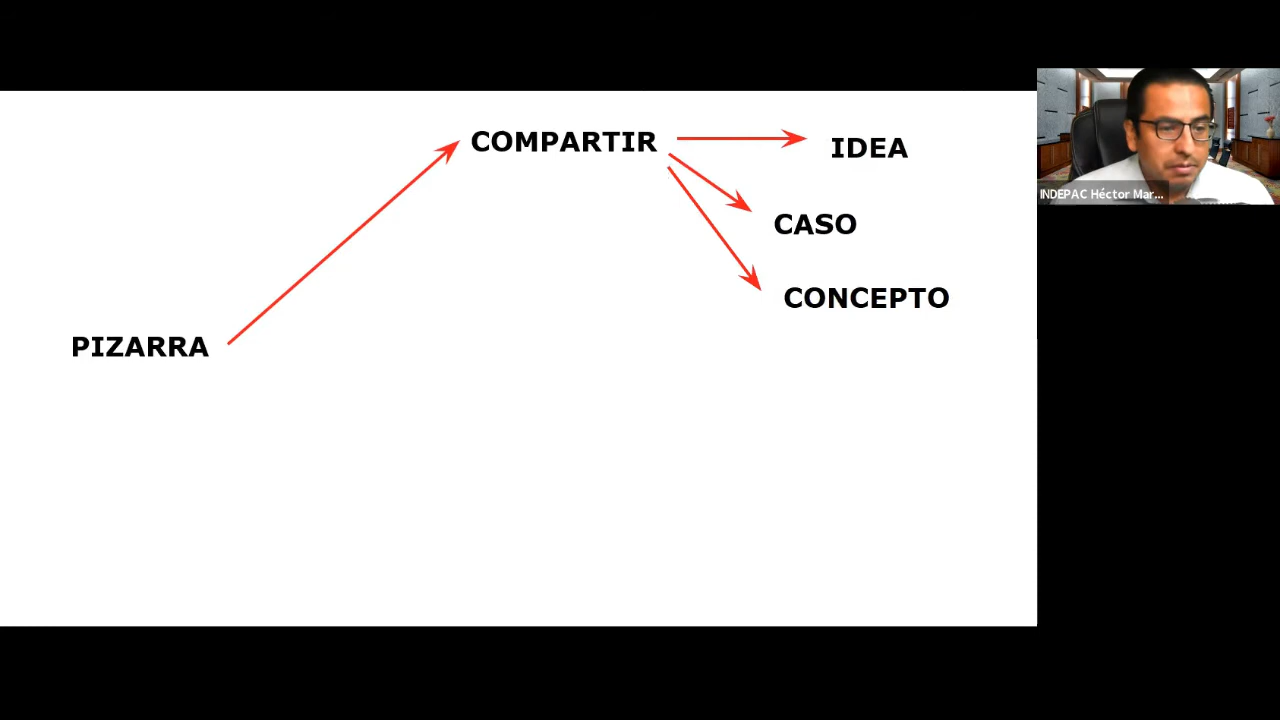 COMPARTIR
IDEA
CASO
CONCEPTO
PIZARRA
INDEPAC Héctor Mar...